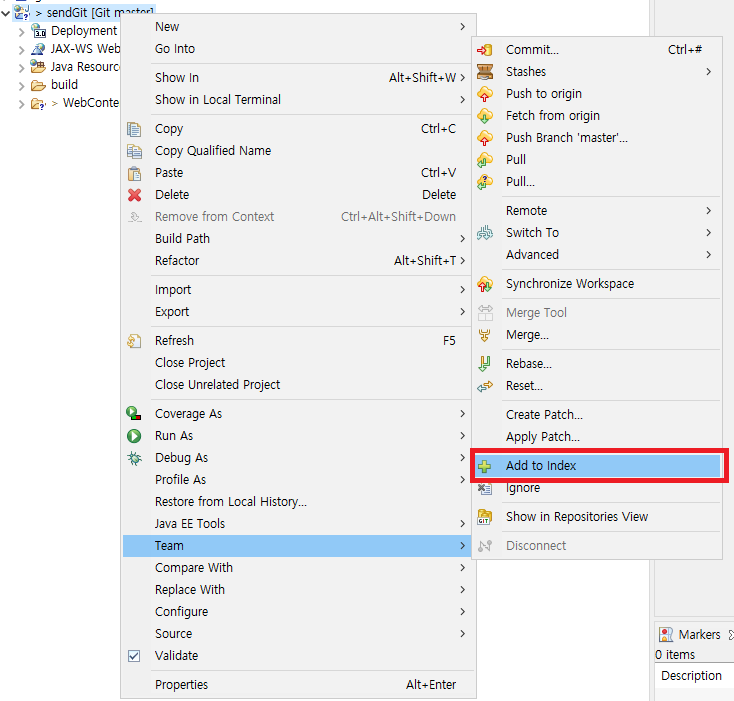 > sendGit [Git master]
Deployment
JAX-WS Web
Java Resourc
build
> WebConte
New
Go Into
Show In Alt+Shift+W
Show in Local Terminal
Copy Ctrl+C
Copy Qualified Name
Paste Ctrl+V
Delete Delete
Remove from Context Ctrl+Alt+Shift+Down
Build Path
Refactor Alt+Shift+T
Import
Export
Refresh F5
Close Project
Close Unrelated Project
Coverage As
Run As
Debug As
Profile As
Restore from Local History...
Java EE Tools
Team
Compare With
Replace With
Configure
Source
Validate
Properties Alt+Enter
Commit... Ctrl+#
Stashes
Push to origin
Fetch from origin
Push Branch 'master'...
Pull
Pull...
Remote
Switch To
Advanced
Synchronize Workspace
Merge Tool
Merge...
Rebase...
Reset...
Create Patch...
Apply Patch...
Add to Index
Ignore
Show in Repositories View
Disconnect
Markers
0 items
Description